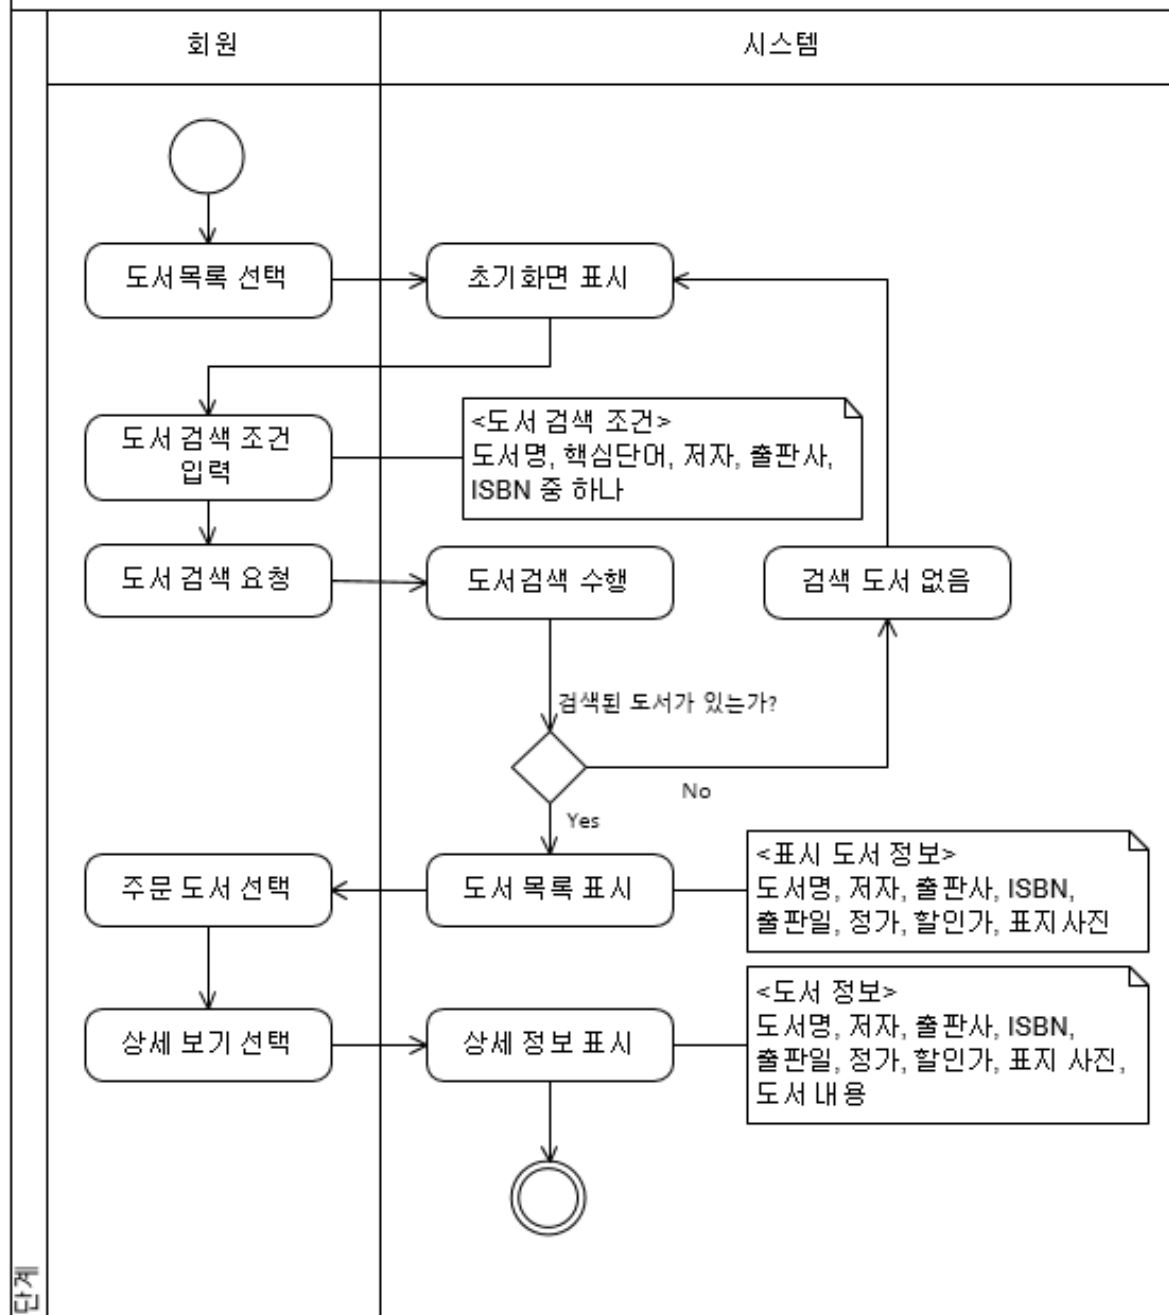 회원
시스템
도서목록 선택
초기화면 표시
도서 검색 조건
입력
<도서 검색 조건>
도서명, 핵심단어, 저자, 출판사,
ISBN 중 하나
도서 검색 요청
도서검색 수행
검색 도서 없음
검색된 도서가 있는가?
No
Yes
주문 도서 선택
도서 목록 표시
<표시 도서 정보>
도서명, 저자, 출판사, ISBN,
출판일, 정가, 할인가, 표지사진
상세 보기 선택
상세 정보 표시
<도서 정보>
도서명, 저자, 출판사, ISBN,
출판일, 정가, 할인가, 표지 사진,
도서 내용
단계